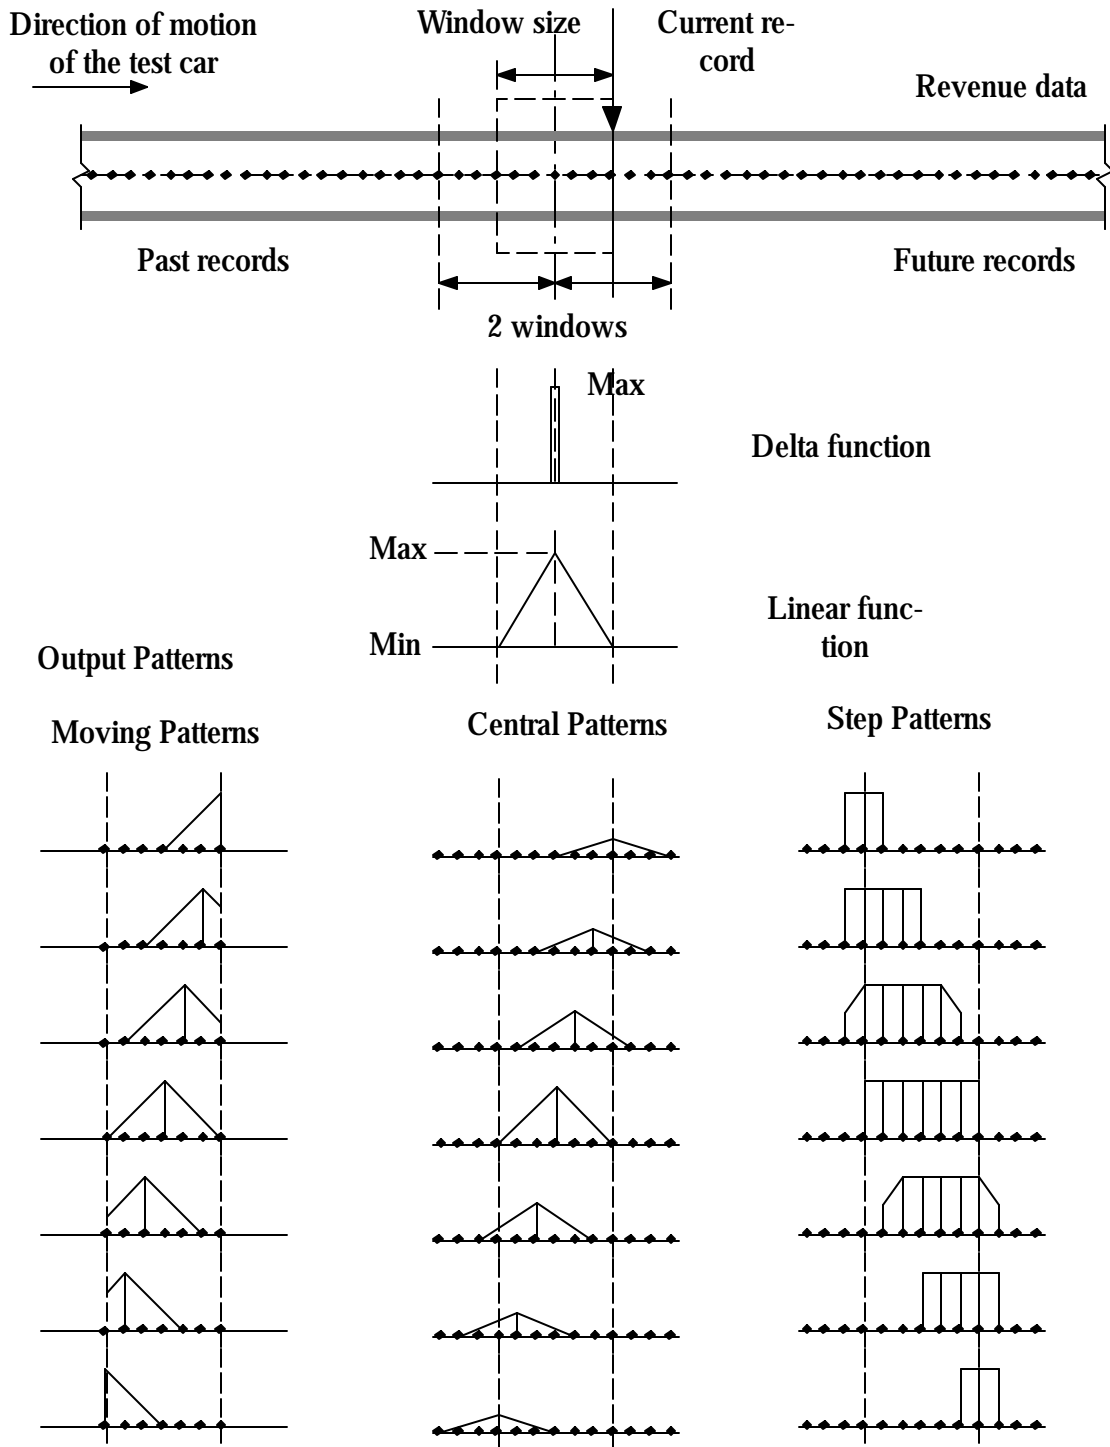 Direction of motion
of the test car
Window size
Current re-
cord
Revenue data
Past records
Future records
2 windows
Max
Delta function
Max
Min
Linear func-
tion
Output Patterns
Moving Patterns
Central Patterns
Step Patterns